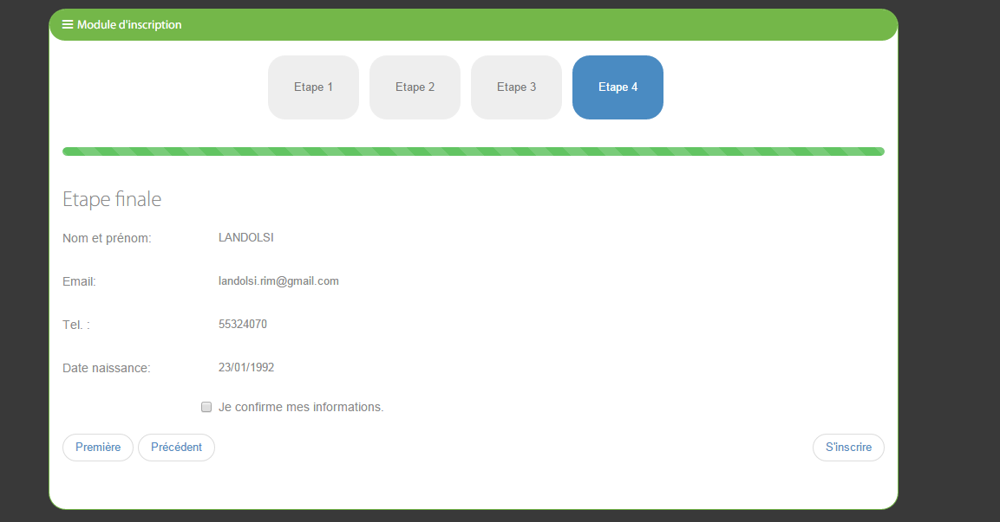 Module d'inscription
Etape 1 Etape 2 Etape 3 Etape 4
Etape finale
Nom et prénom: LANDOLSI
Email: landolsi.rim@gmail.com
Tel. : 55324070
Date naissance: 23/01/1992
Je confirme mes informations.
Première Précédent S'inscrire